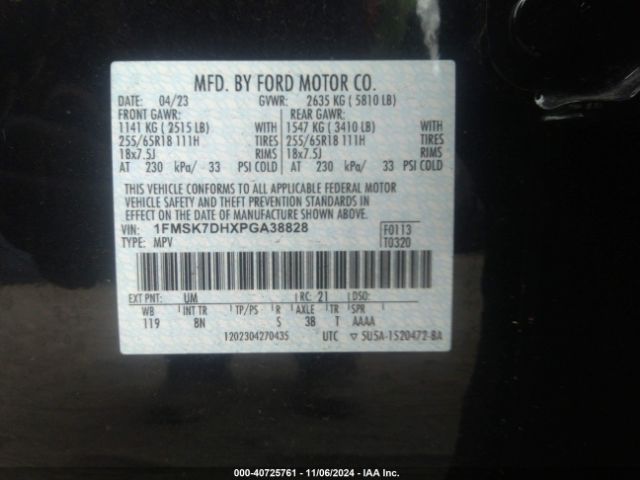 MFD. BY FORD MOTOR CO.
DATE: 04/23 GVWR: 2635 KG ( 5810 LB)
FRONT GAWR: REAR GAWR:
1141 KG ( 2515 LB) WITH 1547 KG ( 3410 LB) WITH
255/65R18 111H TIRES 255/65R18 111H TIRES
18x7.5J RIMS 18x7.5J RIMS
AT 230 kPa/ 33 PSI COLD AT 230 kPa/ 33 PSI COLD
THIS VEHICLE CONFORMS TO ALL APPLICABLE FEDERAL MOTOR
VEHICLE SAFETY AND THEFT PREVENTION STANDARDS
IN EFFECT ON THE DATE OF MANUFACTURE SHOWN ABOVE.
VIN: 1FMSK7DHXPGA38828 F0113
TYPE: MPV T0320
EXT PNT: UM RC: 21 DSO:
WB INT TR TP/PS R AXLE TR SPR
119 8N S 38 T AAAA
1202304270435 UTC ▽ 5U5A-1520472-BA
000-40725761 - 11/06/2024 - IAA Inc.